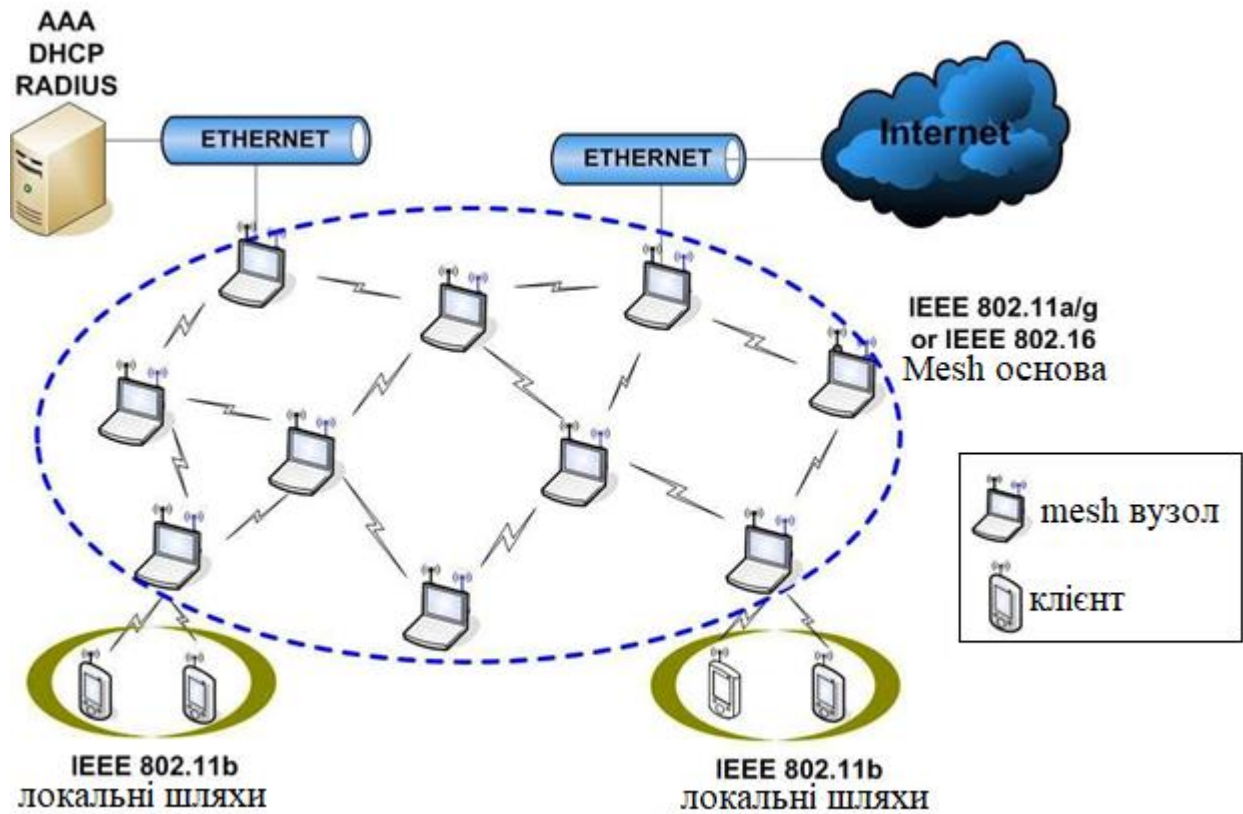 AAA
DHCP
RADIUS
ETHERNET
ETHERNET
Internet
IEEE 802.11a/g
or IEEE 802.16
Mesh основа
mesh вузол
клієнт
IEEE 802.11b
локальні шляхи
IEEE 802.11b
локальні шляхи